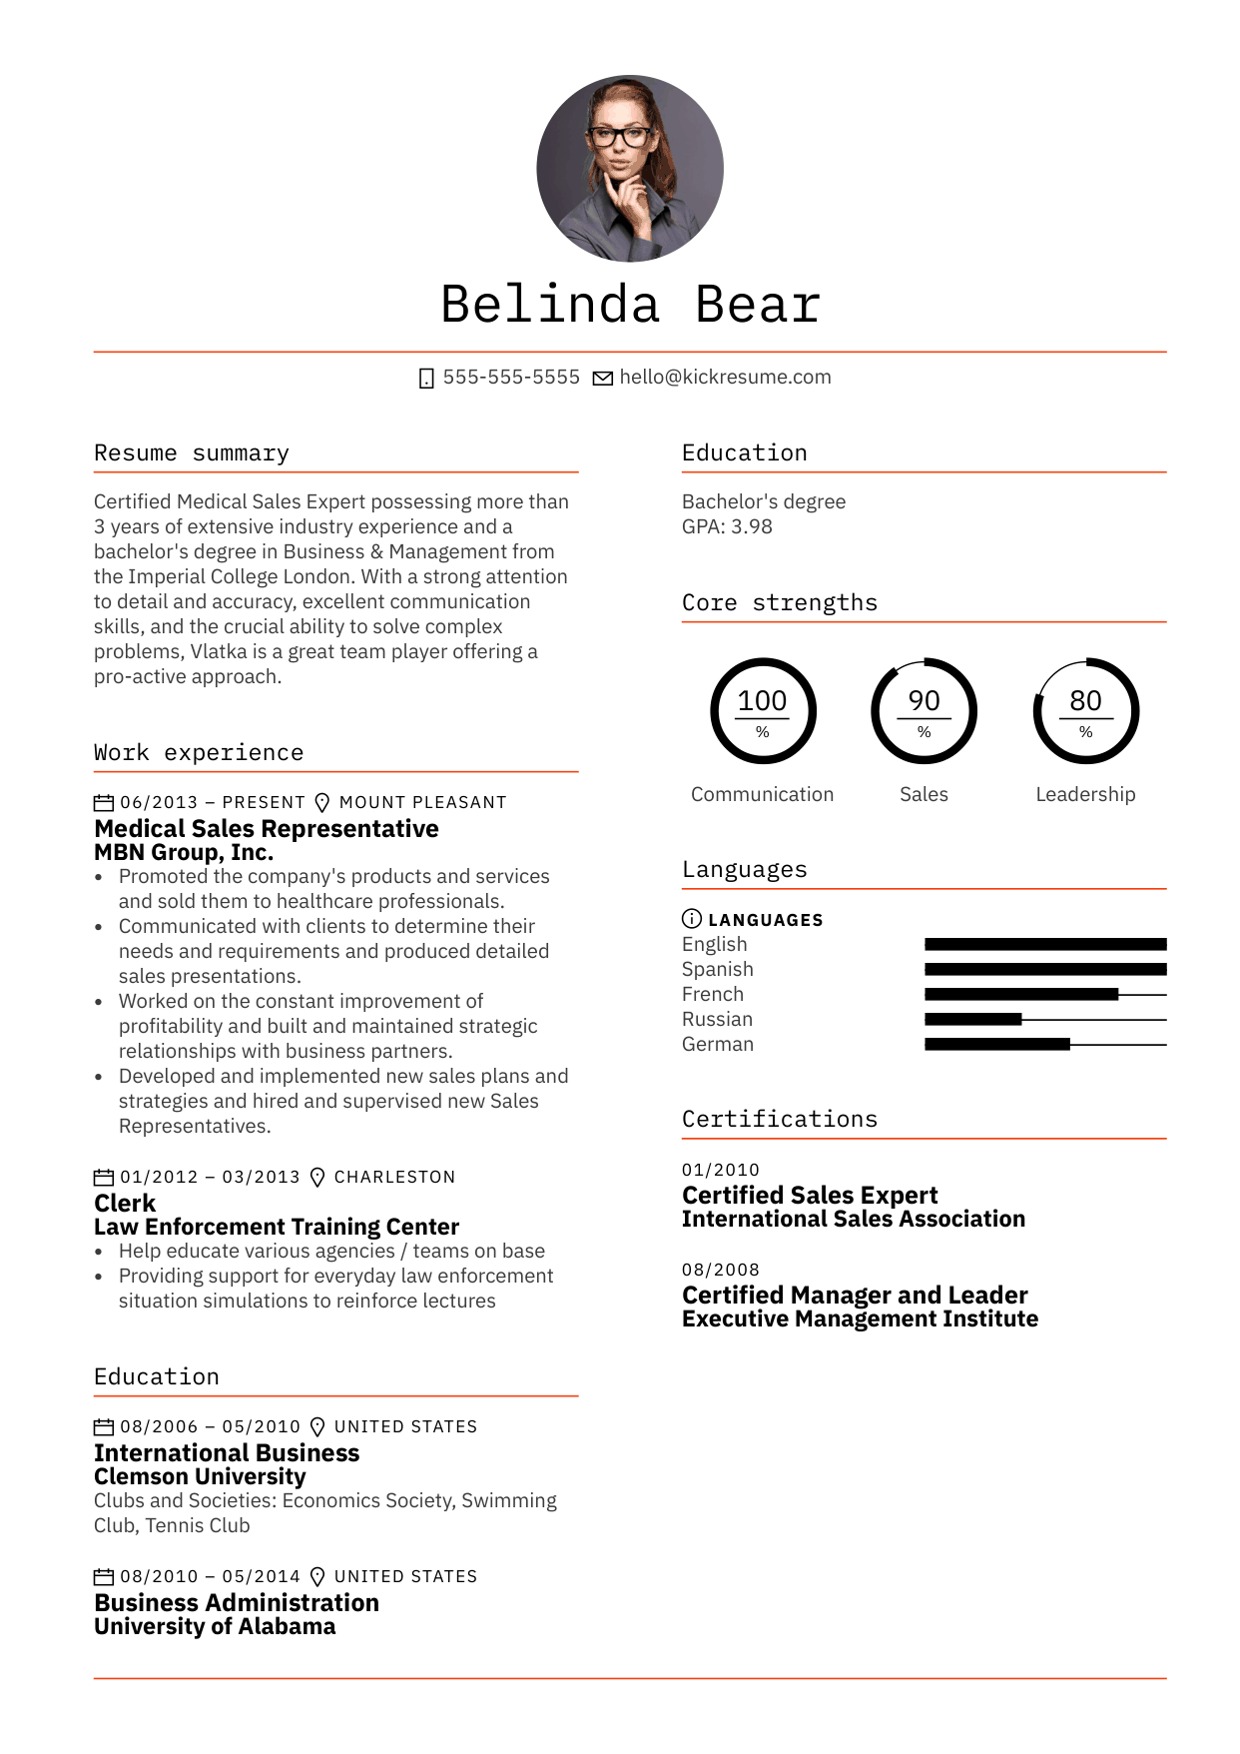 Belinda Bear
555-555-5555 hello@kickresume.com
Resume summary
Certified Medical Sales Expert possessing more than
3 years of extensive industry experience and a
bachelor's degree in Business & Management from
the Imperial College London. With a strong attention
to detail and accuracy, excellent communication
skills, and the crucial ability to solve complex
problems, Vlatka is a great team player offering a
pro-active approach.
Work experience
06/2013 – PRESENT MOUNT PLEASANT
Medical Sales Representative
MBN Group, Inc.
• Promoted the company's products and services
and sold them to healthcare professionals.
• Communicated with clients to determine their
needs and requirements and produced detailed
sales presentations.
• Worked on the constant improvement of
profitability and built and maintained strategic
relationships with business partners.
• Developed and implemented new sales plans and
strategies and hired and supervised new Sales
Representatives.
01/2012 – 03/2013 CHARLESTON
Clerk
Law Enforcement Training Center
• Help educate various agencies / teams on base
• Providing support for everyday law enforcement
situation simulations to reinforce lectures
Education
08/2006 – 05/2010 UNITED STATES
International Business
Clemson University
Clubs and Societies: Economics Society, Swimming
Club, Tennis Club
08/2010 – 05/2014 UNITED STATES
Business Administration
University of Alabama
Education
Bachelor's degree
GPA: 3.98
Core strengths
100 90 80
% % %
Communication Sales Leadership
Languages
LANGUAGES
English
Spanish
French
Russian
German
Certifications
01/2010
Certified Sales Expert
International Sales Association
08/2008
Certified Manager and Leader
Executive Management Institute